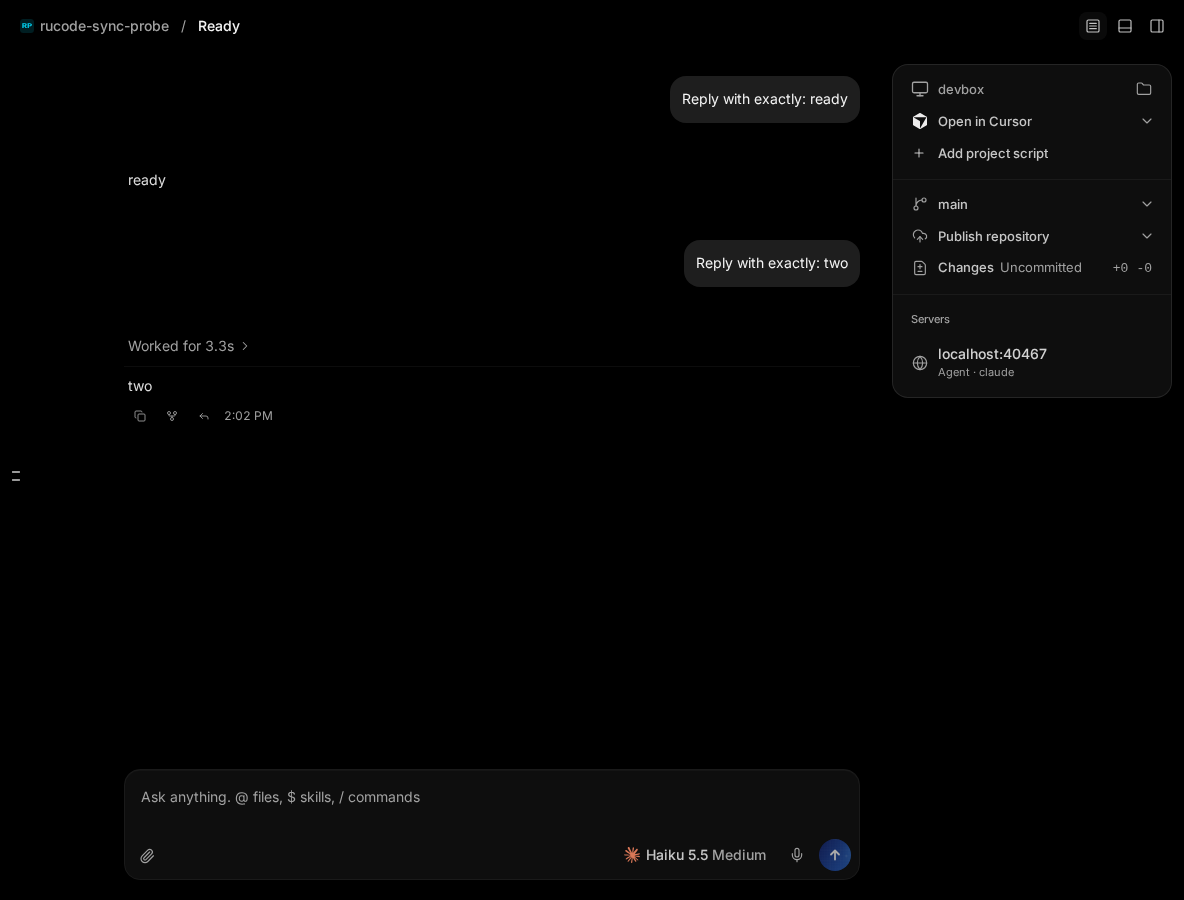 RP rucode-sync-probe / Ready
Reply with exactly: ready
ready
Reply with exactly: two
Worked for 3.3s
two
2:02 PM
Ask anything. @ files, $ skills, / commands
Haiku 5.5 Medium
devbox
Open in Cursor
Add project script
main
Publish repository
Changes Uncommitted +0 -0
Servers
localhost:40467
Agent · claude